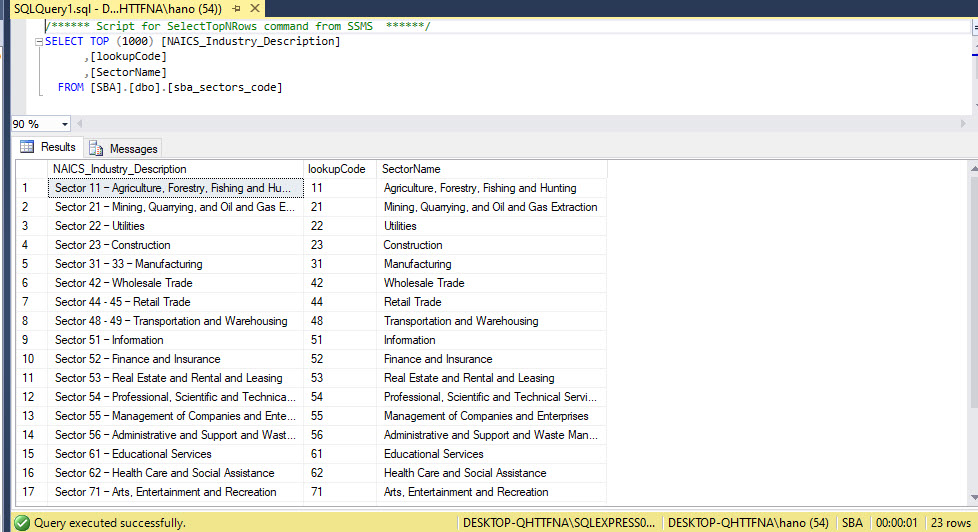 SQLQuery1.sql - D...HTTFNA\hano (54))
/****** Script for SelectTopNRows command from SSMS  ******/
SELECT TOP (1000) [NAICS_Industry_Description]
,[lookupCode]
,[SectorName]
FROM [SBA].[dbo].[sba_sectors_code]
90 %
Results Messages
NAICS_Industry_Description lookupCode SectorName
1 Sector 11 – Agriculture, Forestry, Fishing and Hu... 11 Agriculture, Forestry, Fishing and Hunting
2 Sector 21 – Mining, Quarrying, and Oil and Gas E... 21 Mining, Quarrying, and Oil and Gas Extraction
3 Sector 22 – Utilities 22 Utilities
4 Sector 23 – Construction 23 Construction
5 Sector 31 – 33 – Manufacturing 31 Manufacturing
6 Sector 42 – Wholesale Trade 42 Wholesale Trade
7 Sector 44 - 45 – Retail Trade 44 Retail Trade
8 Sector 48 - 49 – Transportation and Warehousing 48 Transportation and Warehousing
9 Sector 51 – Information 51 Information
10 Sector 52 – Finance and Insurance 52 Finance and Insurance
11 Sector 53 – Real Estate and Rental and Leasing 53 Real Estate and Rental and Leasing
12 Sector 54 – Professional, Scientific and Technica... 54 Professional, Scientific and Technical Servi...
13 Sector 55 – Management of Companies and Ente... 55 Management of Companies and Enterprises
14 Sector 56 – Administrative and Support and Wast... 56 Administrative and Support and Waste Man...
15 Sector 61 – Educational Services 61 Educational Services
16 Sector 62 – Health Care and Social Assistance 62 Health Care and Social Assistance
17 Sector 71 – Arts, Entertainment and Recreation 71 Arts, Entertainment and Recreation
Query executed successfully. DESKTOP-QHTTFNA\SQLEXPRESS0... DESKTOP-QHTTFNA\hano (54) SBA 00:00:01 23 rows